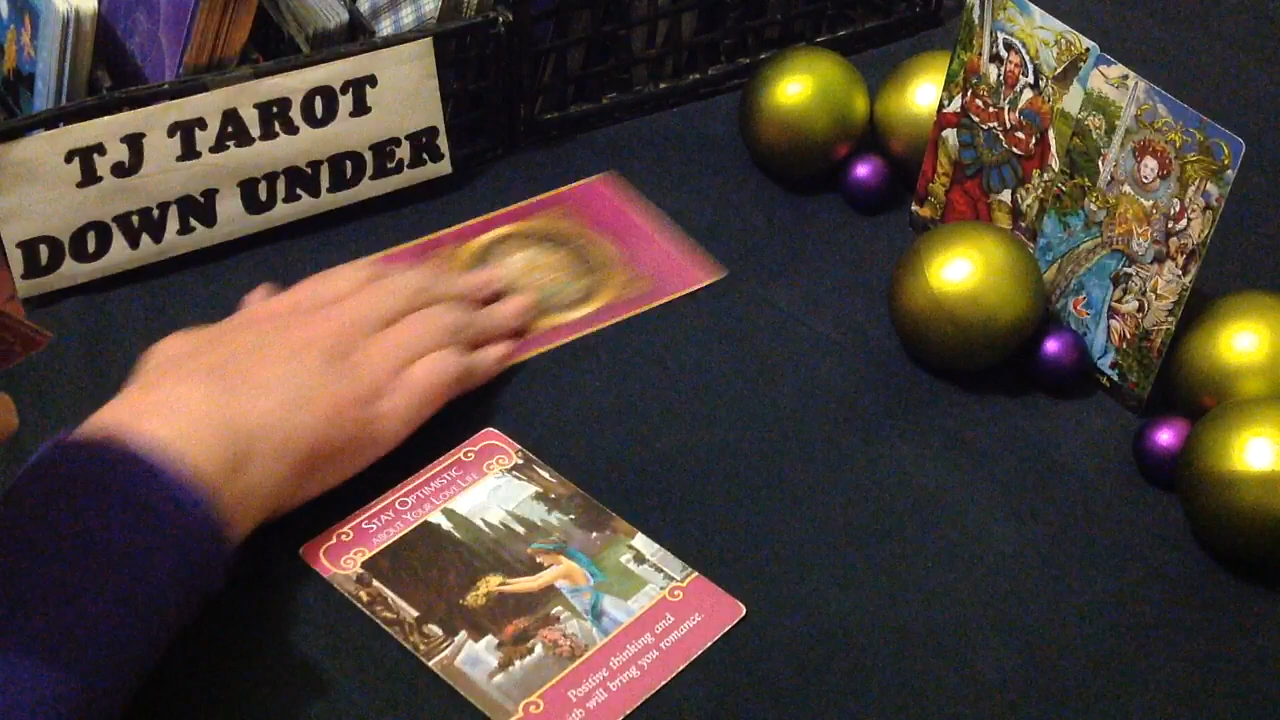 TJ TAROT
DOWN UNDER
STAY OPTIMISTIC
ABOUT YOUR LOVE LIFE
Positive thinking and
will bring you romance.